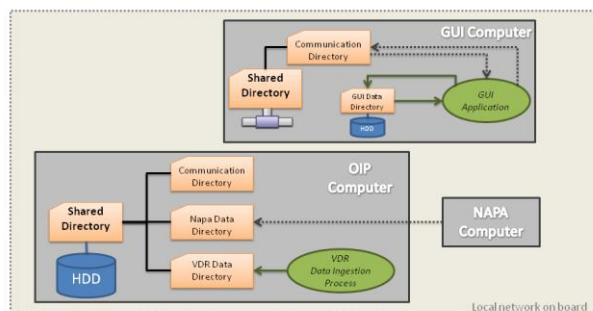 GUI Computer
Communication
Directory
Shared
Directory
GUI Data
Directory
GUI
Application
HDD
OIP
Computer
Communication
Directory
Shared
Directory
Napa Data
Directory
NAPA
Computer
HDD
VDR Data
Directory
VDR
Data Ingestion
Process
Local network on board